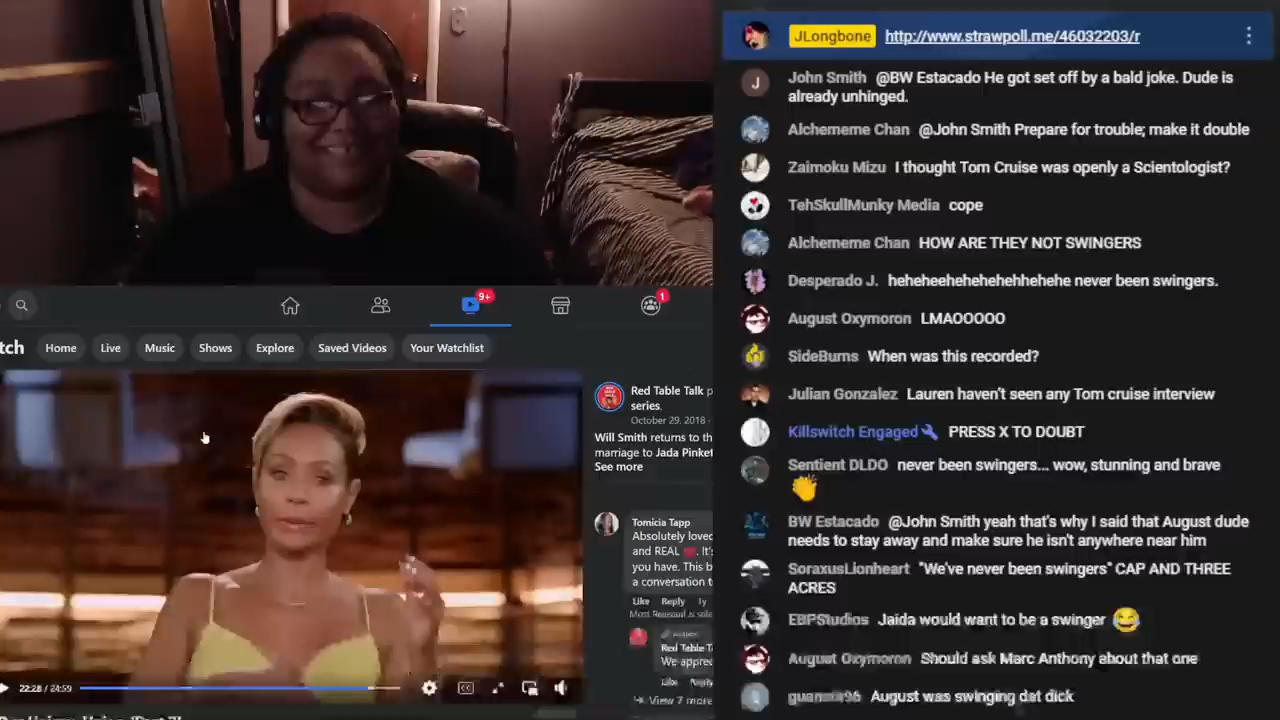 9+
1
tch
Home
Live
Music
Shows
Explore
Saved Videos
Your Watchlist
Red Table Talk
series.
October 29, 2018 ·
Will Smith returns to th
marriage to Jada Pinket
See more
Tomicia Tapp
Absolutely loved
and REAL ❤️. It's
you have. This b
a conversation t
Like Reply 1y
Red Table T
We apprec
Like Reply
View 7 more
22:28 / 24:59
JLongbone http://www.strawpoll.me/46032203/r
J
John Smith @BW Estacado He got set off by a bald joke. Dude is
already unhinged.
Alchememe Chan @John Smith Prepare for trouble; make it double
Zaimoku Mizu I thought Tom Cruise was openly a Scientologist?
TehSkullMunky Media cope
Alchememe Chan HOW ARE THEY NOT SWINGERS
Desperado J. heheheehehehehehhehehe never been swingers.
August Oxymoron LMAOOOOO
SideBurns When was this recorded?
Julian Gonzalez Lauren haven't seen any Tom cruise interview
Killswitch Engaged PRESS X TO DOUBT
Sentient DLDO never been swingers... wow, stunning and brave
👏
BW Estacado @John Smith yeah that's why I said that August dude
needs to stay away and make sure he isn't anywhere near him
SoraxusLionheart "We've never been swingers" CAP AND THREE
ACRES
EBPStudios Jaida would want to be a swinger 😂
August Oxymoron Should ask Marc Anthony about that one
August was swinging dat dick